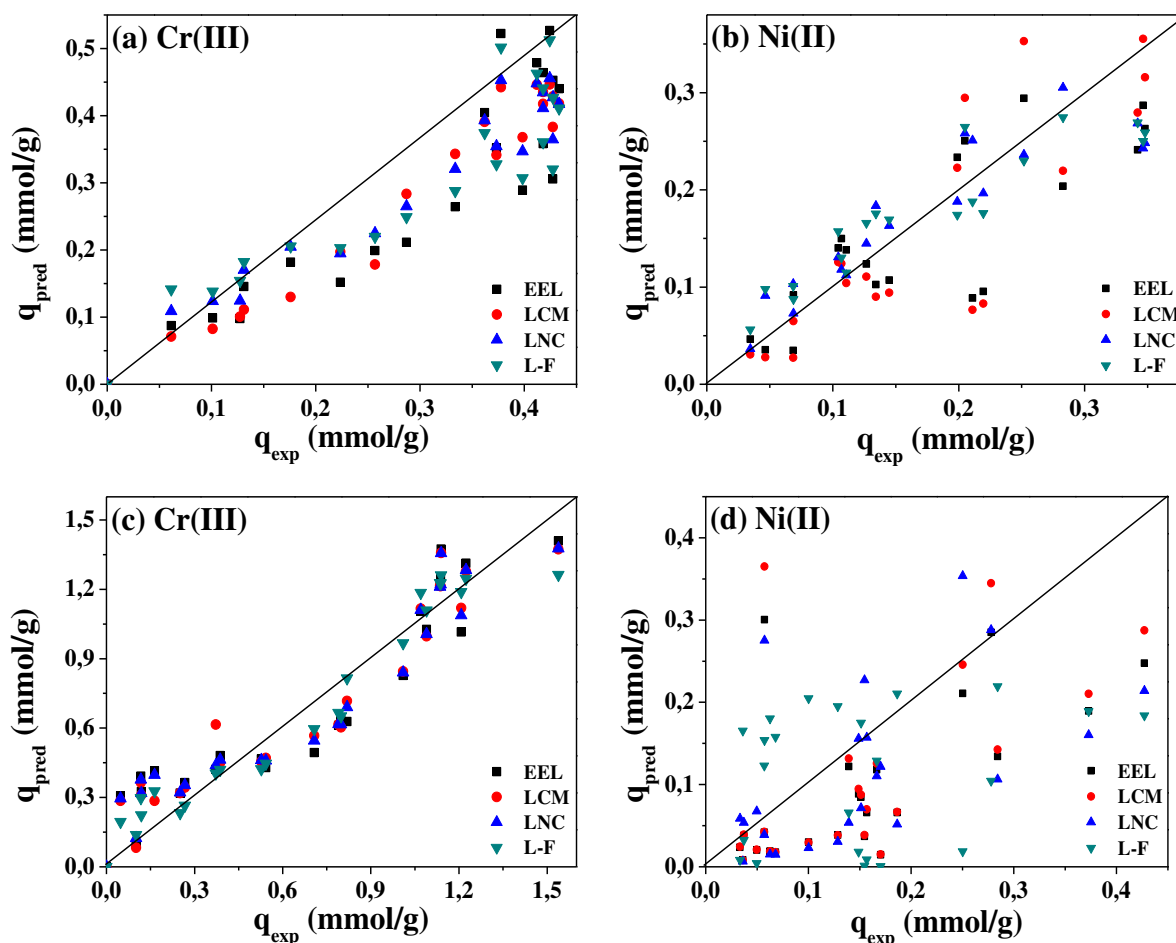 (a) Cr(III)
q_pred (mmol/g)
0,5
0,4
0,3
0,2
0,1
0,0
EEL
LCM
LNC
L-F
0,0 0,1 0,2 0,3 0,4
q_exp (mmol/g)
(b) Ni(II)
q_pred (mmol/g)
0,3
0,2
0,1
0,0
EEL
LCM
LNC
L-F
0,0 0,1 0,2 0,3
q_exp (mmol/g)
(c) Cr(III)
q_pred (mmol/g)
1,5
1,2
0,9
0,6
0,3
0,0
EEL
LCM
LNC
L-F
0,0 0,3 0,6 0,9 1,2 1,5
q_exp (mmol/g)
(d) Ni(II)
q_pred (mmol/g)
0,4
0,3
0,2
0,1
0,0
EEL
LCM
LNC
L-F
0,0 0,1 0,2 0,3 0,4
q_exp (mmol/g)